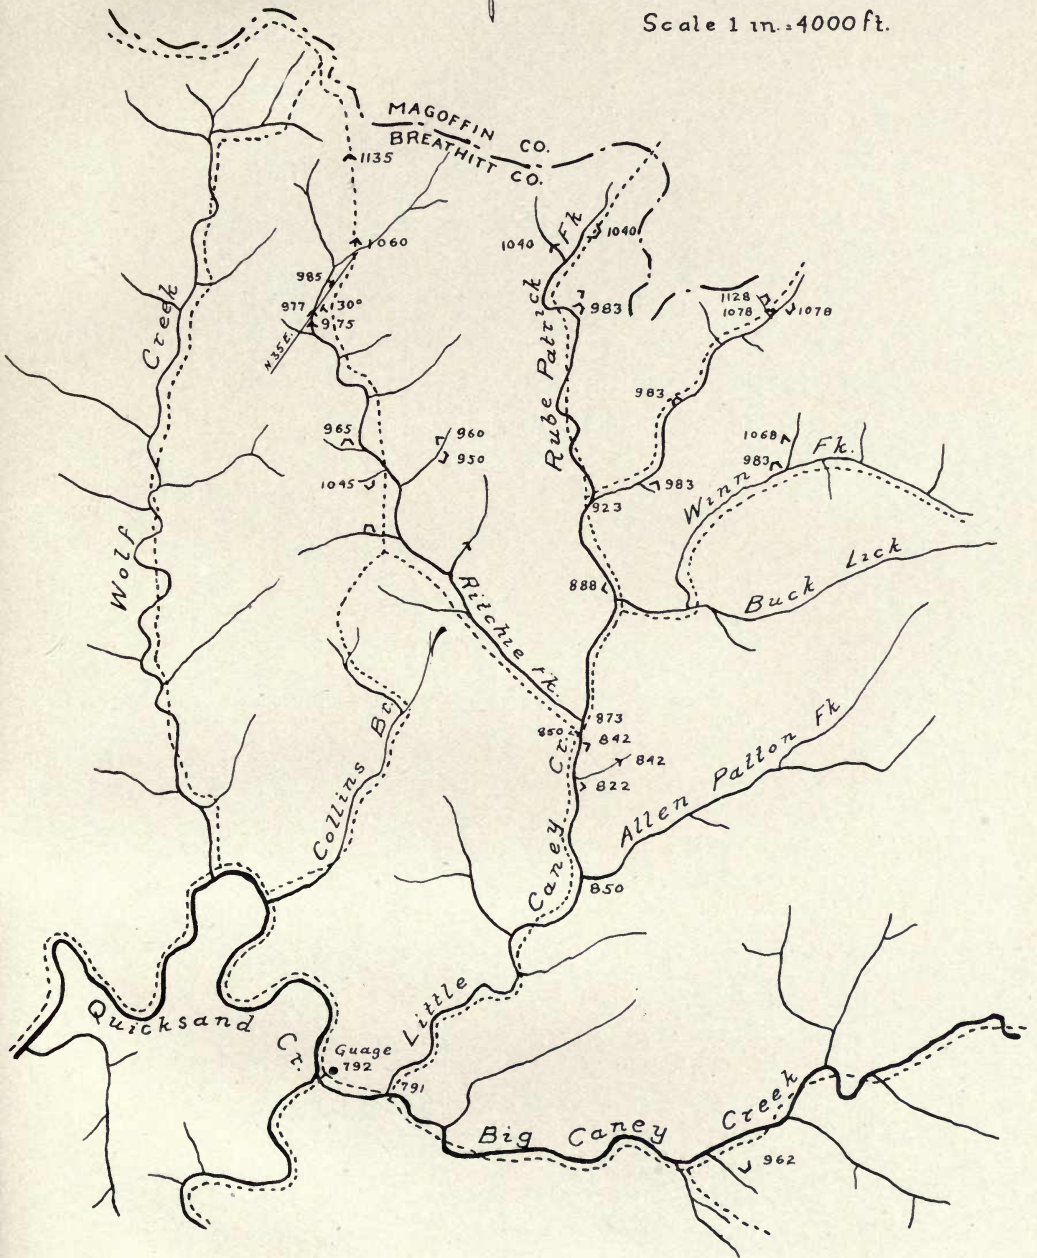 Scale 1 in.=4000 ft.
MAGOFFIN CO.
BREATHITT CO.
1135
1060
985
977
130°
975
N.35E.
965
960
950
1045
Wolf Creek
Ritchie Fk.
Collins Br.
Rube Patrick Fk
1040
1040
983
1128
1078
1078
983
983
923
1068
983
Winn Fk.
Buck Lick
888
873
850
842
842
822
Allen Patton Fk
850
Little Caney Cr.
Quicksand Cr.
Guage
792
791
Big Caney Creek
962